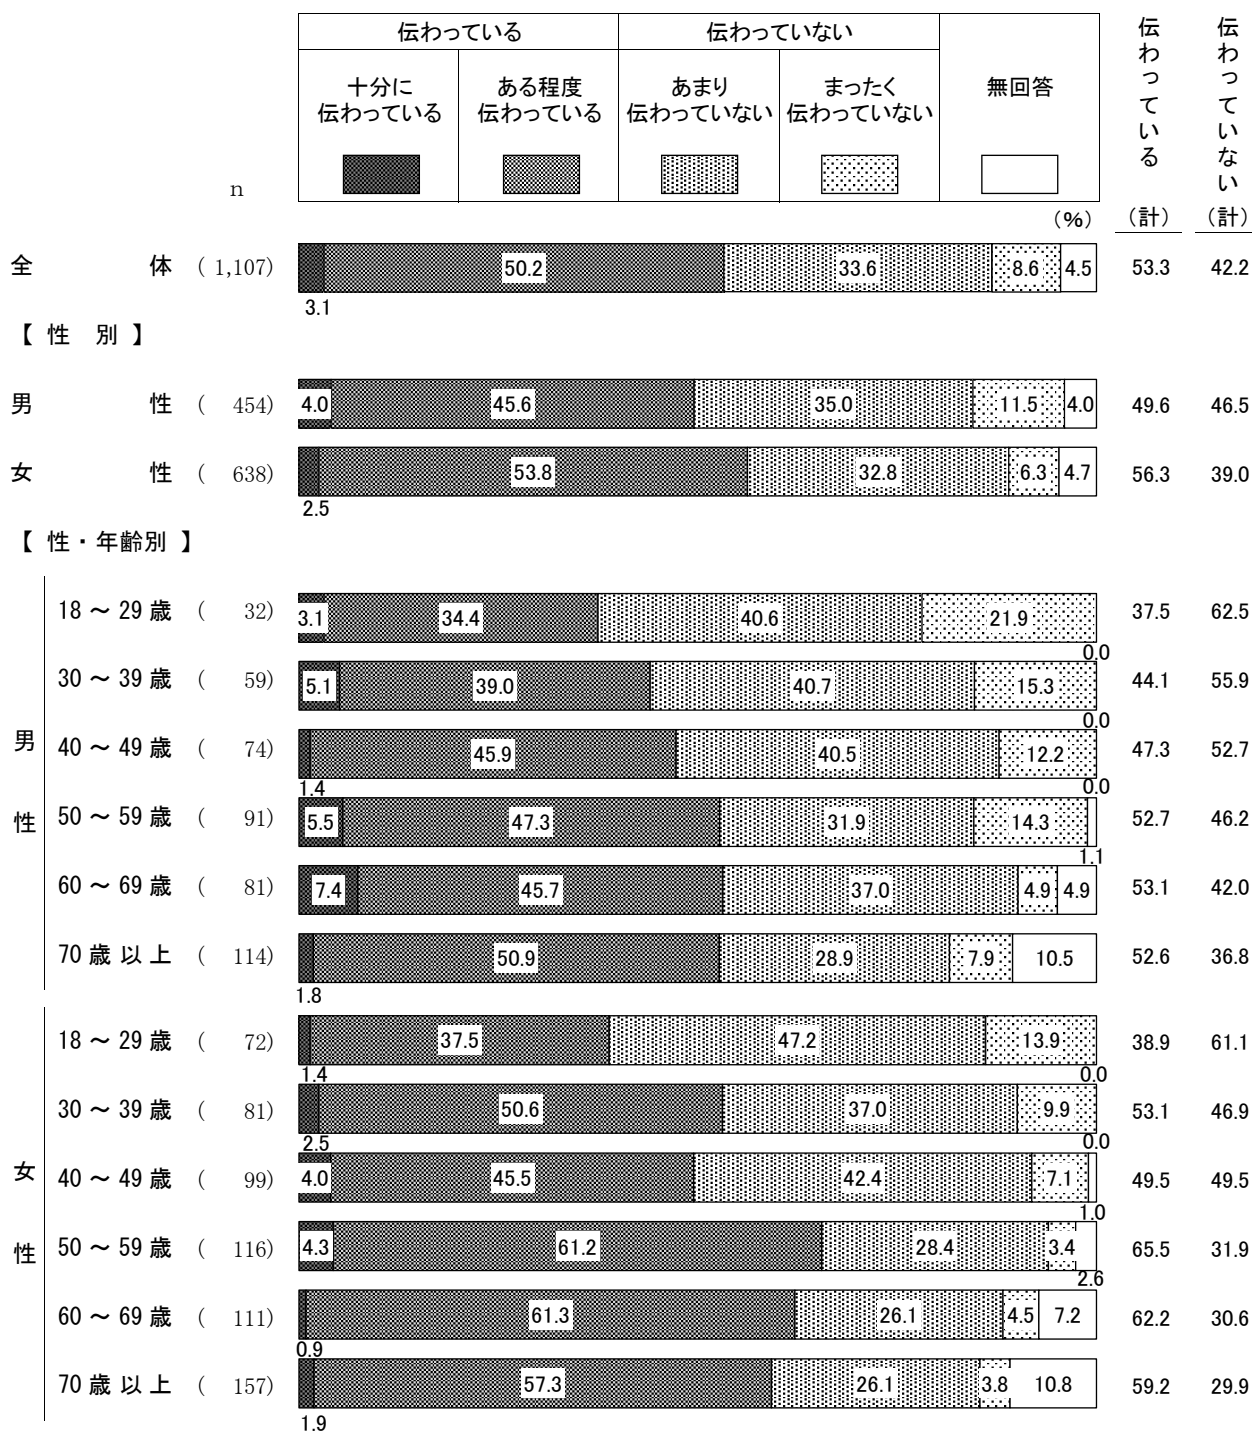 伝わっている 伝わっていない
十分に
伝わっている
ある程度
伝わっている
あまり
伝わっていない
まったく
伝わっていない
無回答
伝わっている
(計)
伝わっていない
(計)
n
(%)
全体 ( 1,107) 50.2 33.6 8.6 4.5 53.3 42.2
3.1
【 性 別 】
男性 ( 454) 4.0 45.6 35.0 11.5 4.0 49.6 46.5
女性 ( 638) 53.8 32.8 6.3 4.7 56.3 39.0
2.5
【 性・年齢別 】
男性
18 ～ 29 歳 ( 32) 3.1 34.4 40.6 21.9 37.5 62.5
0.0
30 ～ 39 歳 ( 59) 5.1 39.0 40.7 15.3 44.1 55.9
0.0
40 ～ 49 歳 ( 74) 45.9 40.5 12.2 47.3 52.7
1.4 0.0
50 ～ 59 歳 ( 91) 5.5 47.3 31.9 14.3 52.7 46.2
1.1
60 ～ 69 歳 ( 81) 7.4 45.7 37.0 4.9 4.9 53.1 42.0
70 歳 以 上 ( 114) 50.9 28.9 7.9 10.5 52.6 36.8
1.8
女性
18 ～ 29 歳 ( 72) 37.5 47.2 13.9 38.9 61.1
1.4 0.0
30 ～ 39 歳 ( 81) 50.6 37.0 9.9 53.1 46.9
2.5 0.0
40 ～ 49 歳 ( 99) 4.0 45.5 42.4 7.1 49.5 49.5
1.0
50 ～ 59 歳 ( 116) 4.3 61.2 28.4 3.4 65.5 31.9
2.6
60 ～ 69 歳 ( 111) 61.3 26.1 4.5 7.2 62.2 30.6
0.9
70 歳 以 上 ( 157) 57.3 26.1 3.8 10.8 59.2 29.9
1.9